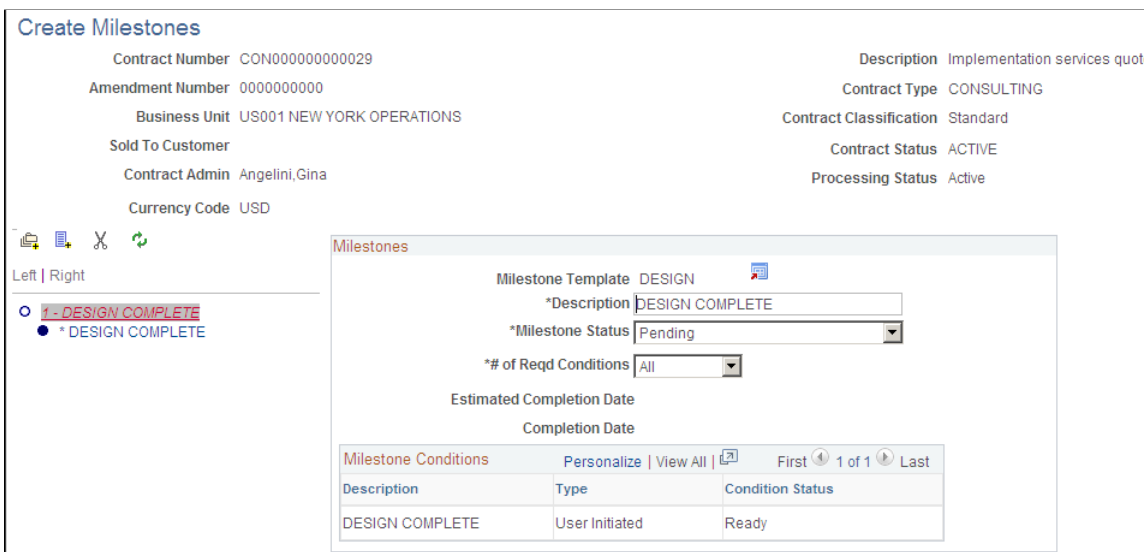 Create Milestones
Contract Number CON000000000029
Description Implementation services quot
Amendment Number 0000000000
Contract Type CONSULTING
Business Unit US001 NEW YORK OPERATIONS
Contract Classification Standard
Sold To Customer
Contract Status ACTIVE
Contract Admin Angelini,Gina
Processing Status Active
Currency Code USD
Left | Right
1 - DESIGN COMPLETE
* DESIGN COMPLETE
Milestones
Milestone Template DESIGN
*Description DESIGN COMPLETE
*Milestone Status Pending
*# of Reqd Conditions All
Estimated Completion Date
Completion Date
Milestone Conditions Personalize | View All | First 1 of 1 Last
Description Type Condition Status
DESIGN COMPLETE User Initiated Ready